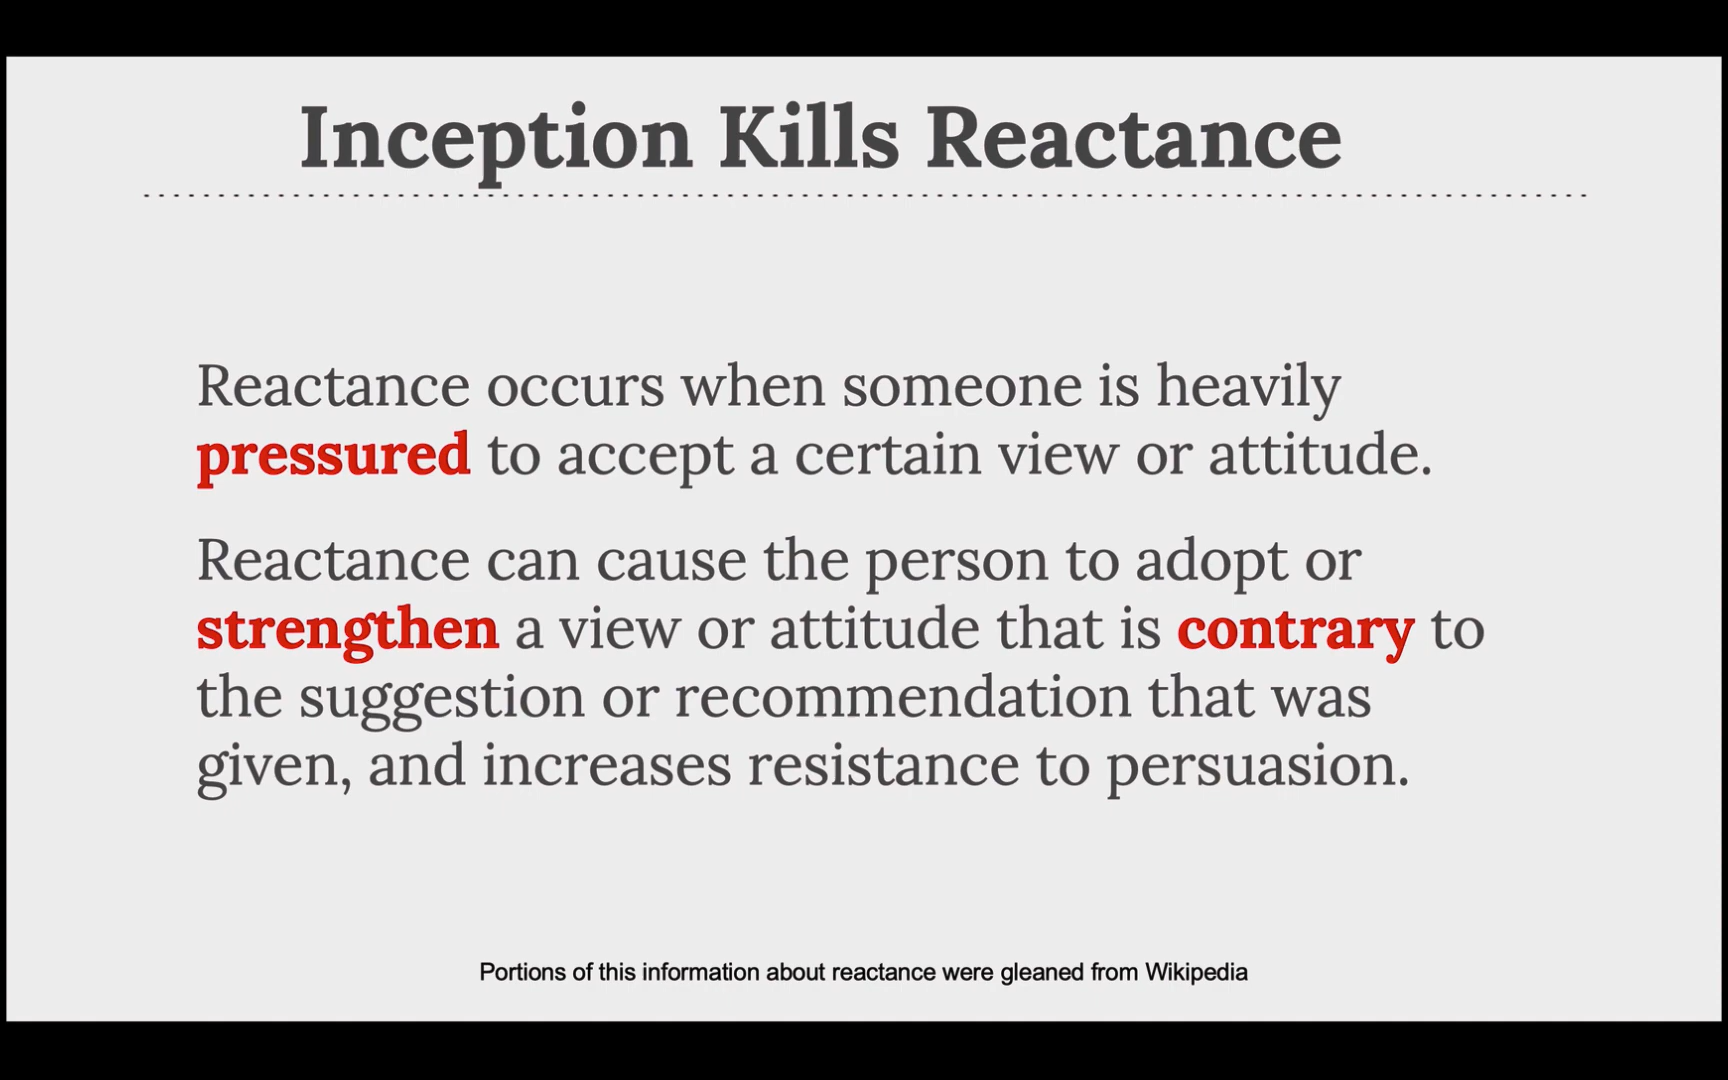 Inception Kills Reactance
Reactance occurs when someone is heavily
pressured to accept a certain view or attitude.
Reactance can cause the person to adopt or
strengthen a view or attitude that is contrary to
the suggestion or recommendation that was
given, and increases resistance to persuasion.
Portions of this information about reactance were gleaned from Wikipedia